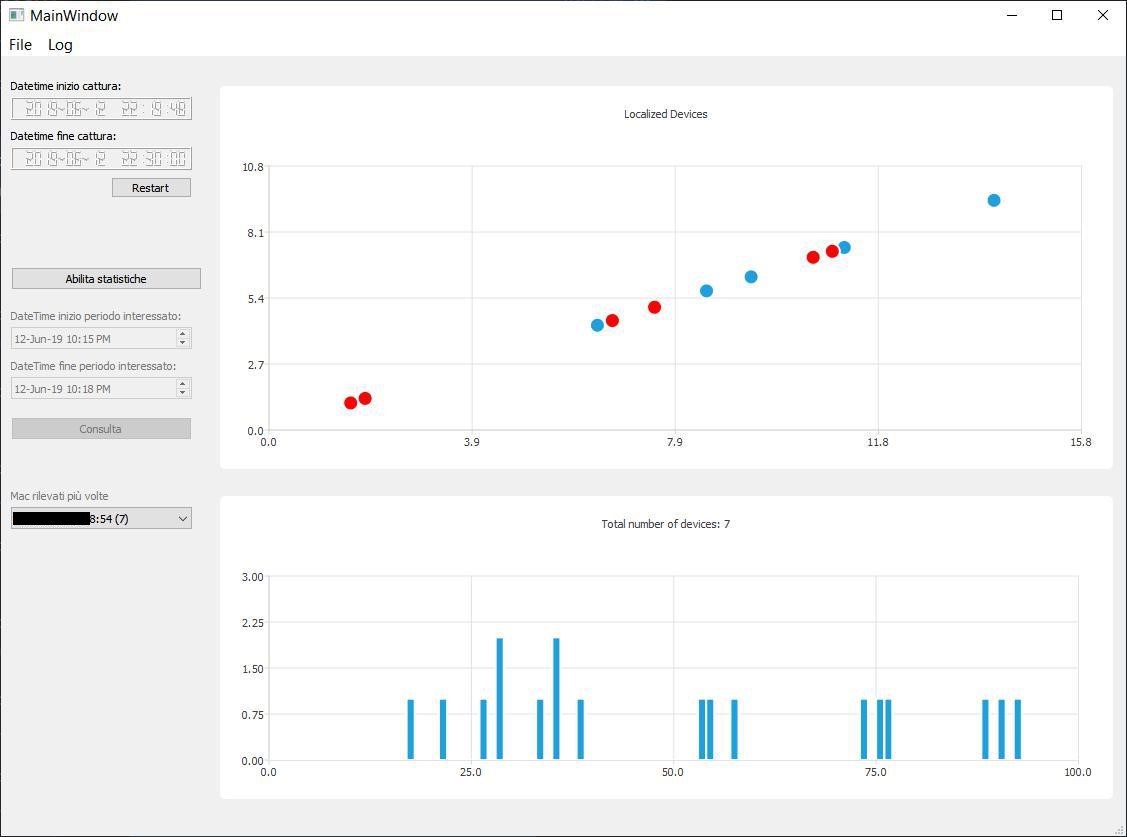 MainWindow
File Log
Datetime inizio cattura:
2019-06-12 22:19:48
Datetime fine cattura:
2019-06-12 22:30:00
Restart
Abilita statistiche
DateTime inizio periodo interessato:
12-Jun-19 10:15 PM
DateTime fine periodo interessato:
12-Jun-19 10:18 PM
Consulta
Mac rilevati più volte
8:54 (7)
Localized Devices
10.8
8.1
5.4
2.7
0.0
0.0 3.9 7.9 11.8 15.8
Total number of devices: 7
3.00
2.25
1.50
0.75
0.00
0.0 25.0 50.0 75.0 100.0